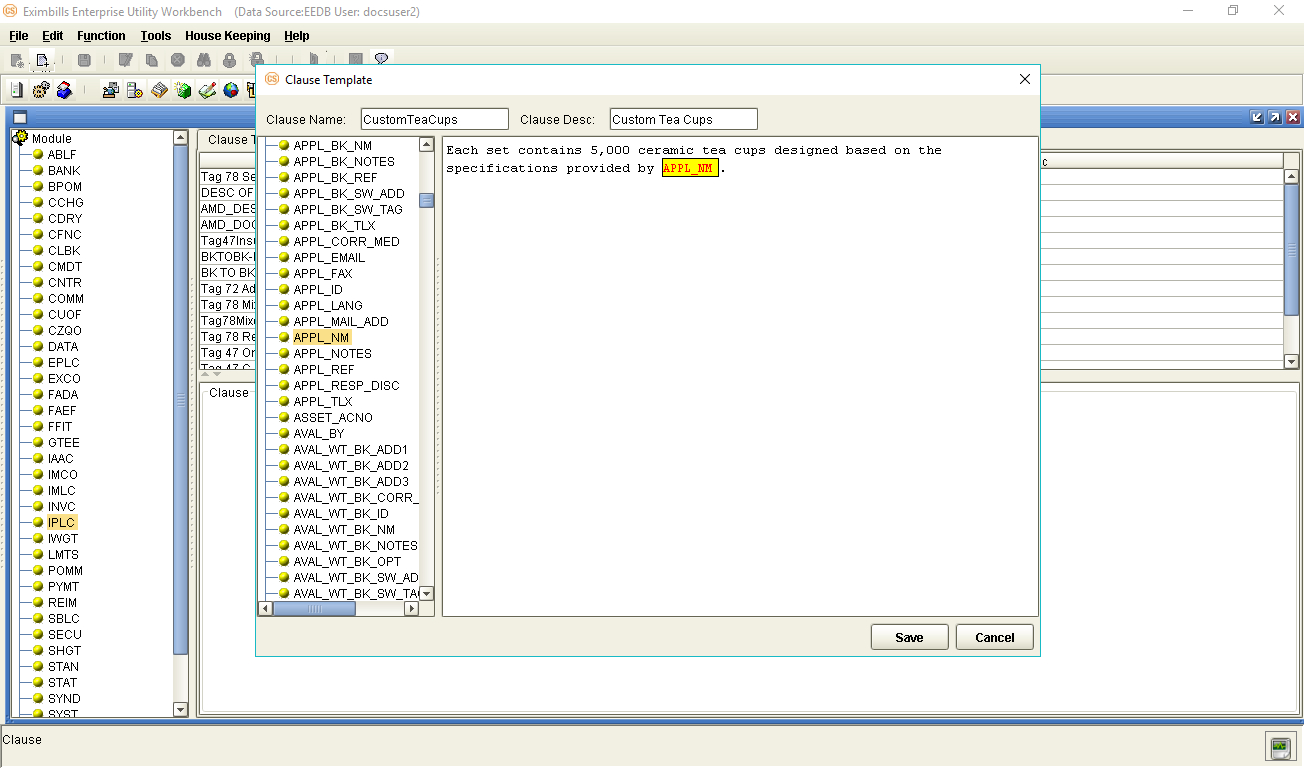 Eximbills Enterprise Utility Workbench (Data Source:EEDB User: docsuser2)
File Edit Function Tools House Keeping Help
Clause Template
Clause Name: CustomTeaCups Clause Desc: Custom Tea Cups
Module
ABLF
BANK
BPOM
CCHG
CDRY
CFNC
CLBK
CMDT
CNTR
COMM
CUOF
CZQO
DATA
EPLC
EXCO
FADA
FAEF
FFIT
GTEE
IAAC
IMCO
IMLC
INVC
IPLC
IWGT
LMTS
POMM
PYMT
REIM
SBLC
SECU
SHGT
STAN
STAT
SYND
SYST
Clause T
Tag 78 Se
DESC OF
AMD_DES
AMD_DOC
Tag47Insu
BKTOBK-I
BK TO BK
Tag 72 Ad
Tag 78 Mi
Tag78Mixe
Tag 78 Re
Tag 47 Or
Tag 47 C
Clause
APPL_BK_NM
APPL_BK_NOTES
APPL_BK_REF
APPL_BK_SW_ADD
APPL_BK_SW_TAG
APPL_BK_TLX
APPL_CORR_MED
APPL_EMAIL
APPL_FAX
APPL_ID
APPL_LANG
APPL_MAIL_ADD
APPL_NM
APPL_NOTES
APPL_REF
APPL_RESP_DISC
APPL_TLX
ASSET_ACNO
AVAL_BY
AVAL_WT_BK_ADD1
AVAL_WT_BK_ADD2
AVAL_WT_BK_ADD3
AVAL_WT_BK_CORR_
AVAL_WT_BK_ID
AVAL_WT_BK_NM
AVAL_WT_BK_NOTES
AVAL_WT_BK_OPT
AVAL_WT_BK_SW_AD
AVAL_WT_BK_SW_TAG
Each set contains 5,000 ceramic tea cups designed based on the
specifications provided by APPL_NM .
c
Save Cancel
Clause